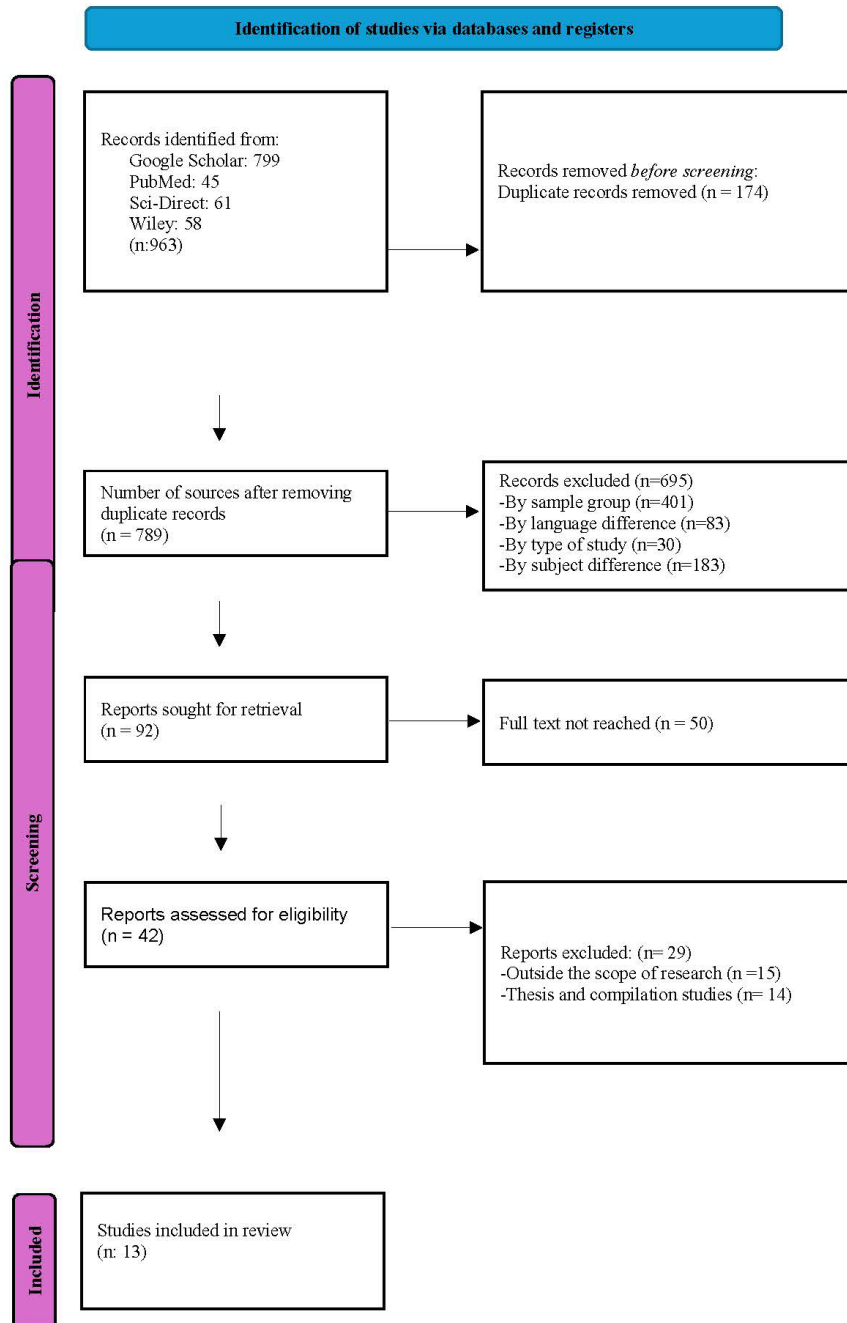 Identification of studies via databases and registers
Identification
Records identified from:
Google Scholar: 799
PubMed: 45
Sci-Direct: 61
Wiley: 58
(n:963)
Records removed before screening:
Duplicate records removed (n = 174)
Number of sources after removing
duplicate records
(n = 789)
Records excluded (n=695)
-By sample group (n=401)
-By language difference (n=83)
-By type of study (n=30)
-By subject difference (n=183)
Screening
Reports sought for retrieval
(n = 92)
Full text not reached (n = 50)
Reports assessed for eligibility
(n = 42)
Reports excluded: (n= 29)
-Outside the scope of research (n =15)
-Thesis and compilation studies (n= 14)
Included
Studies included in review
(n: 13)